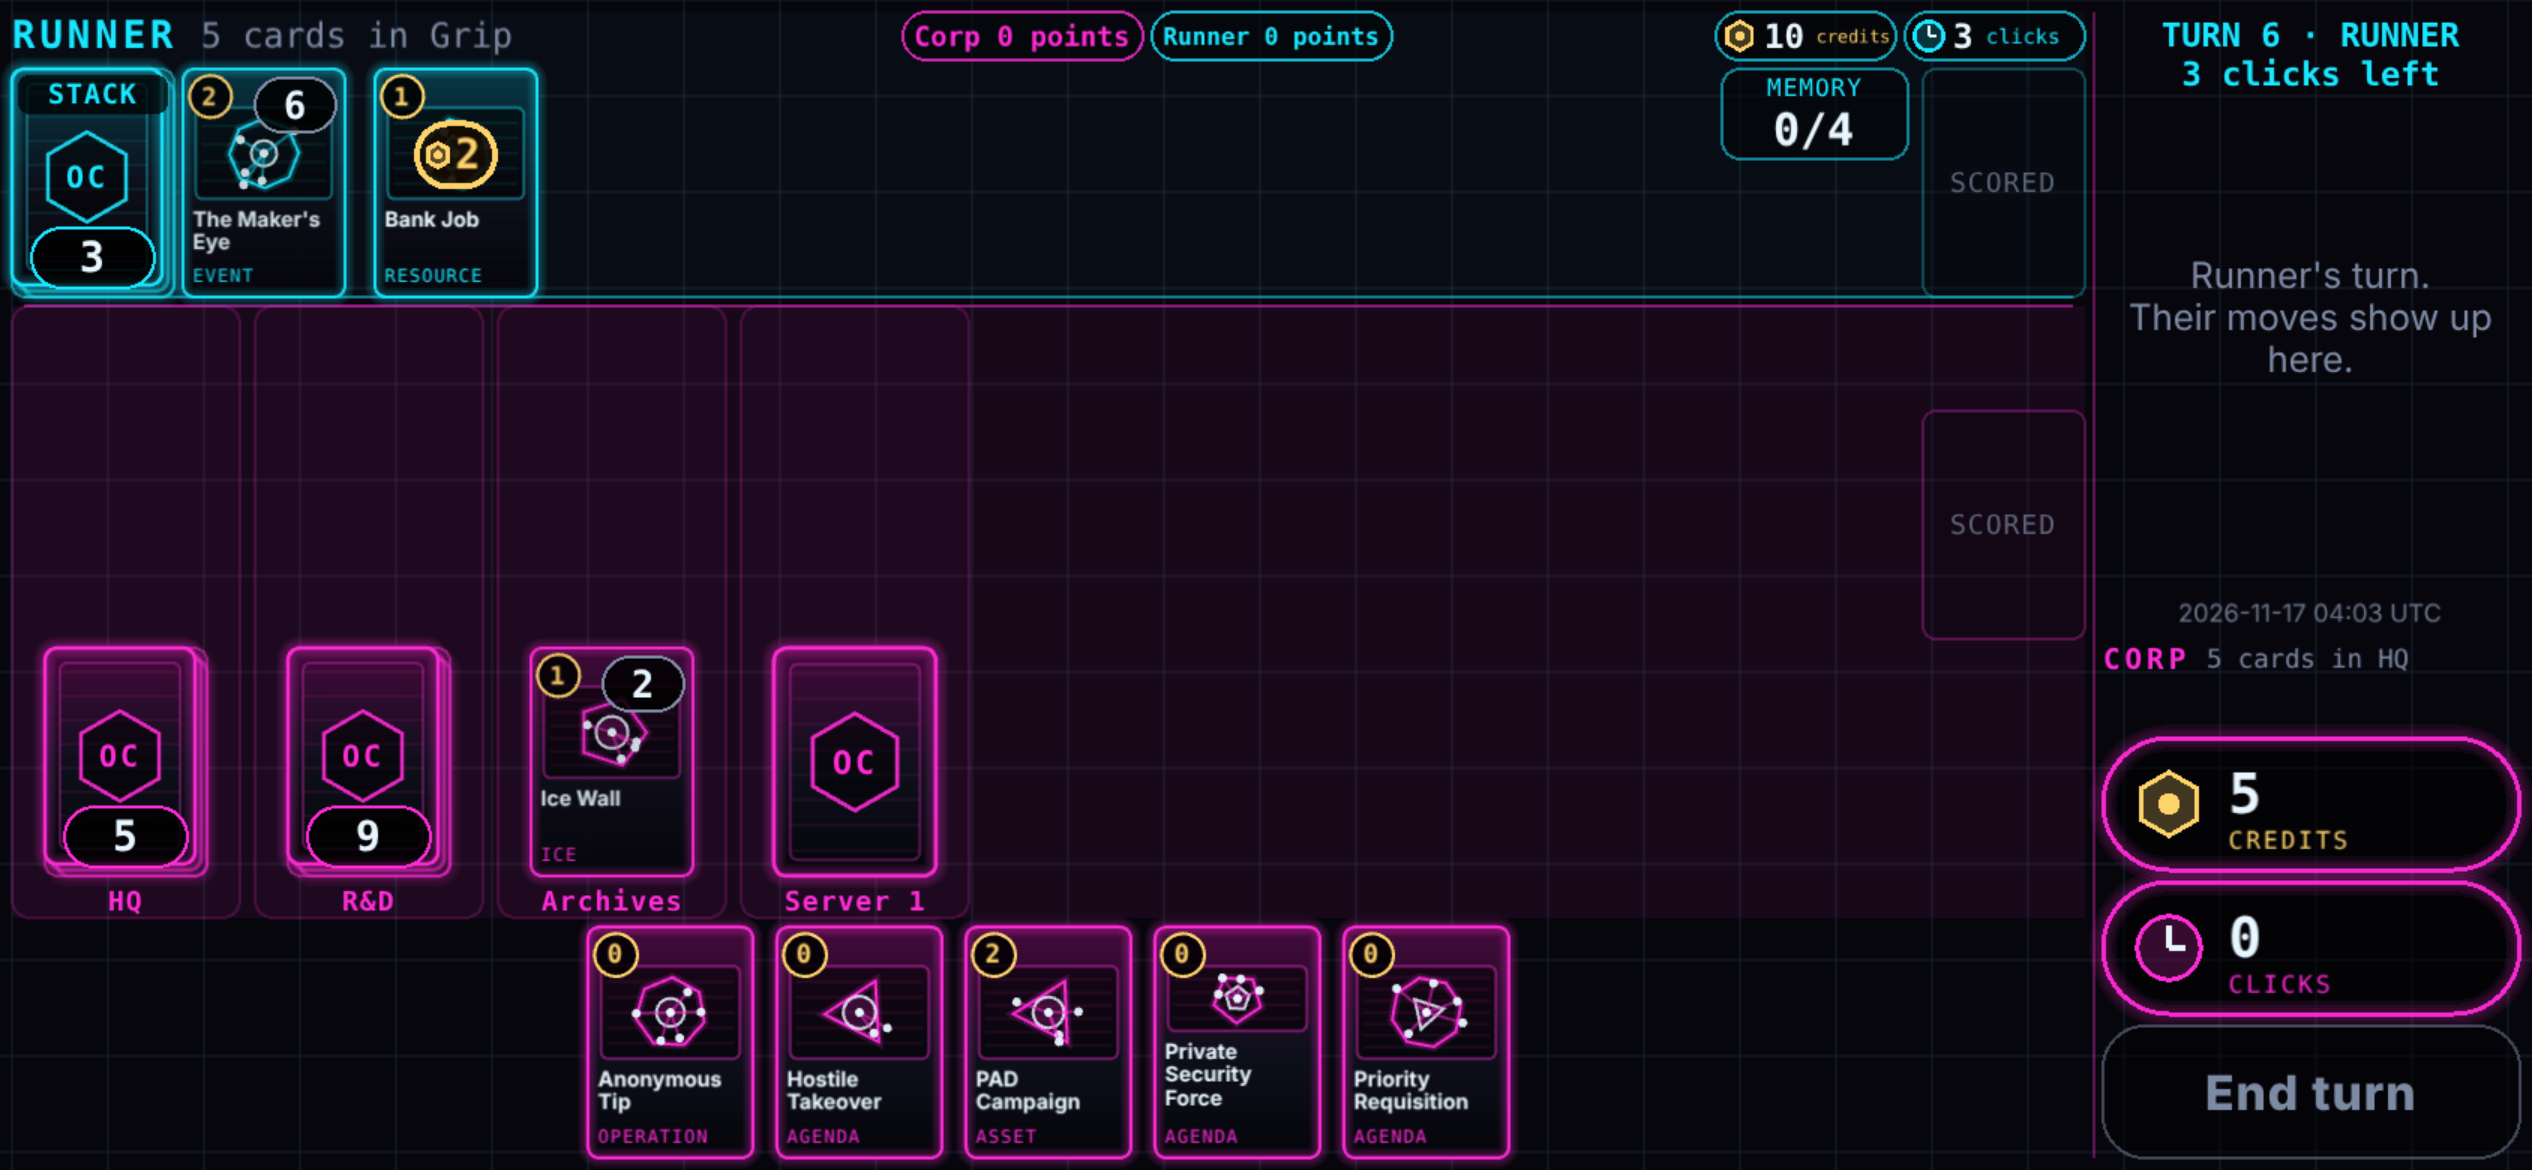 RUNNER 5 cards in Grip
Corp 0 points
Runner 0 points
10 credits
3 clicks
TURN 6 · RUNNER
3 clicks left
STACK
OC
3
2
6
The Maker's
Eye
EVENT
1
2
Bank Job
RESOURCE
MEMORY
0/4
SCORED
Runner's turn.
Their moves show up
here.
SCORED
2026-11-17 04:03 UTC
CORP 5 cards in HQ
OC
5
HQ
OC
9
R&D
1
2
Ice Wall
ICE
Archives
OC
Server 1
5
CREDITS
0
CLICKS
End turn
0
Anonymous
Tip
OPERATION
0
Hostile
Takeover
AGENDA
2
PAD
Campaign
ASSET
0
Private
Security
Force
AGENDA
0
Priority
Requisition
AGENDA